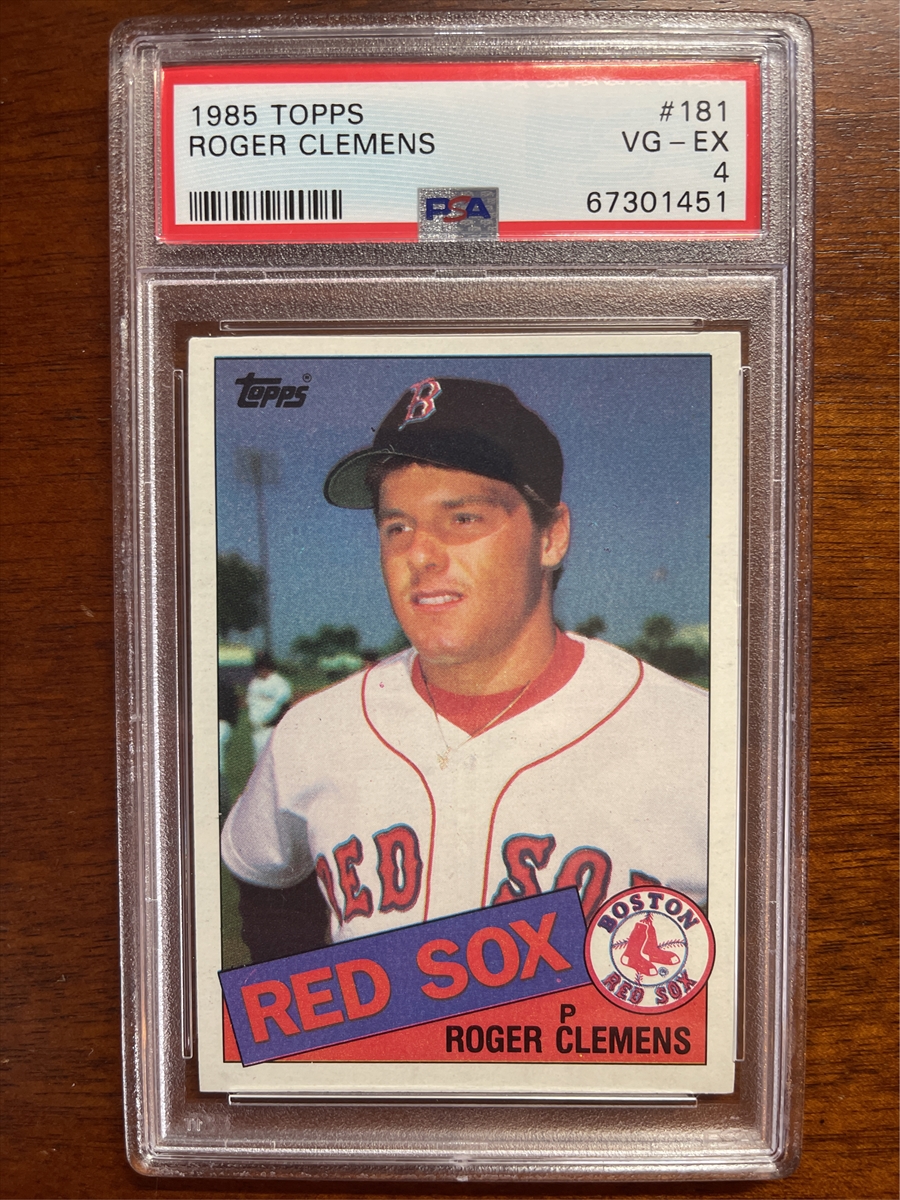 1985 TOPPS #181
ROGER CLEMENS VG - EX
4
PSA 67301451
topps®
B
RED SO
BOSTON
RED SOX
RED SOX
P
ROGER CLEMENS